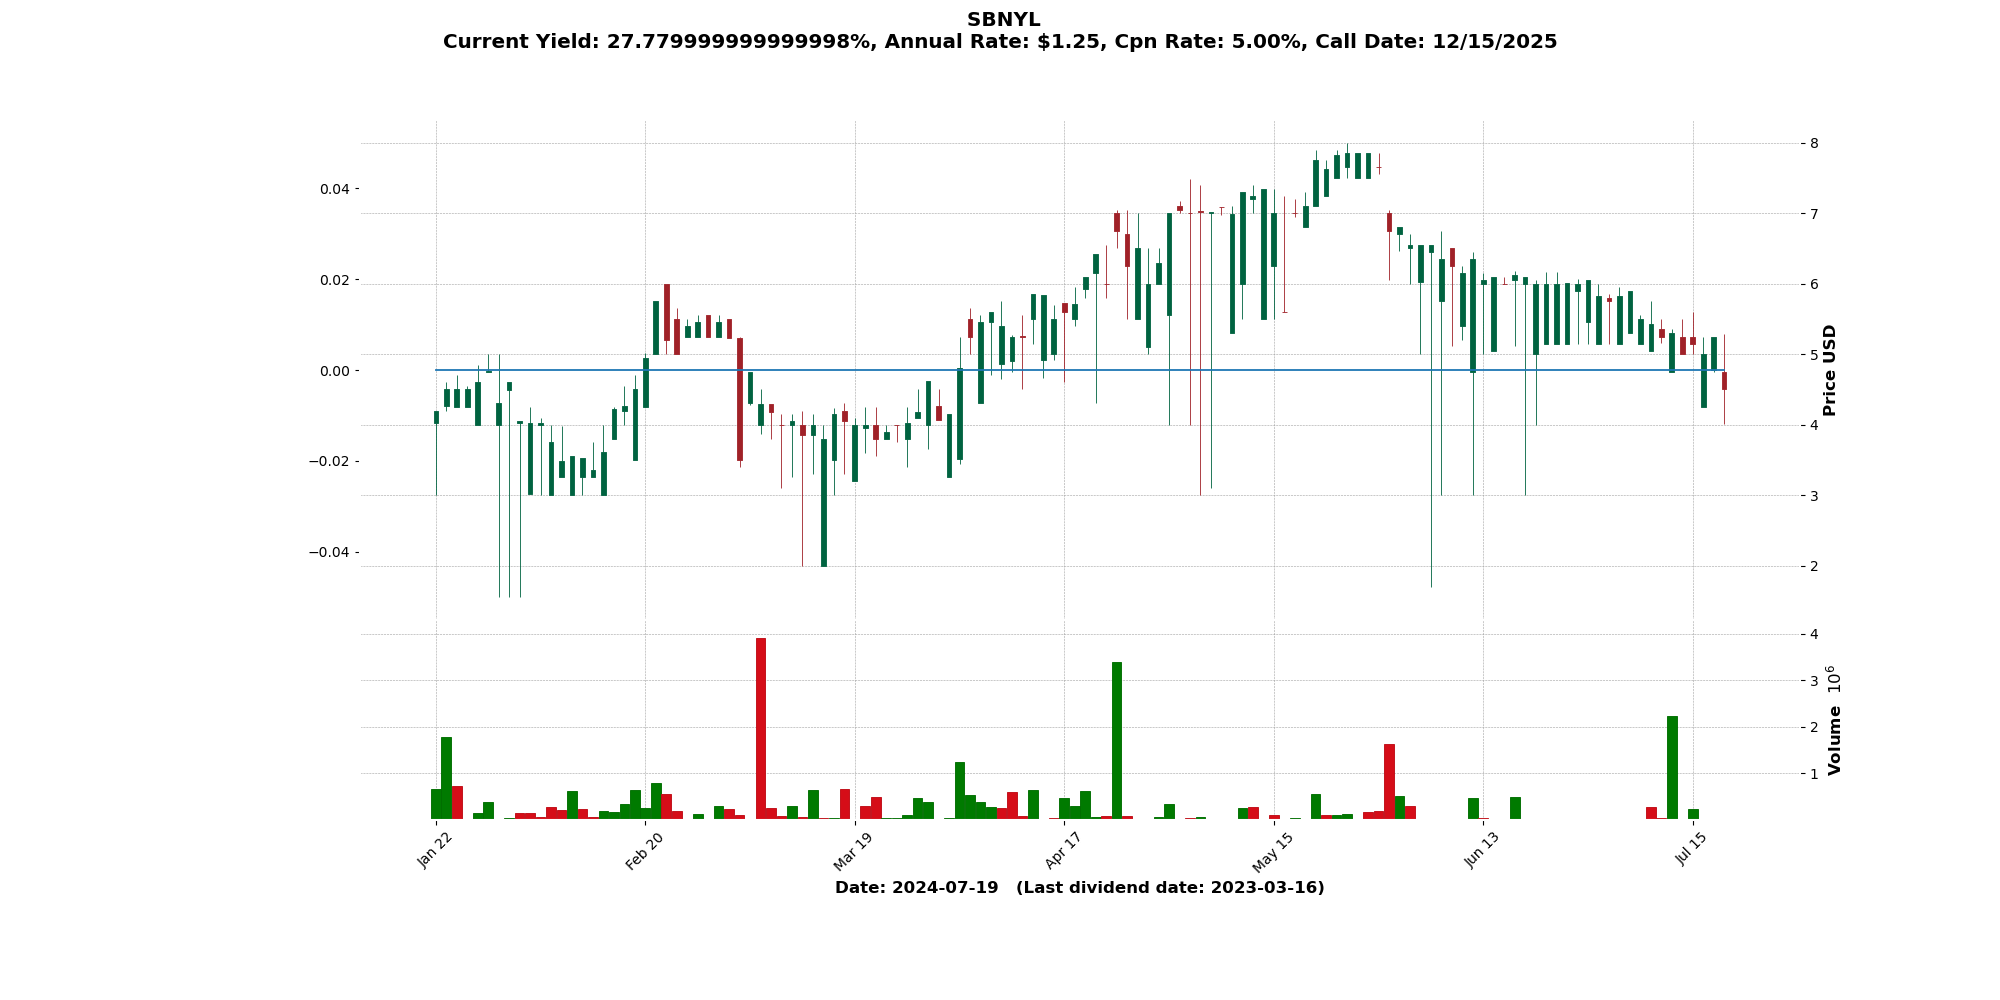 SBNYL
Current Yield: 27.779999999999998%, Annual Rate: $1.25, Cpn Rate: 5.00%, Call Date: 12/15/2025
0.04
0.02
0.00
−0.02
−0.04
8
7
6
5
4
3
2
Price USD
4
3
2
1
Volume 10⁶
Jan 22
Feb 20
Mar 19
Apr 17
May 15
Jun 13
Jul 15
Date: 2024-07-19 (Last dividend date: 2023-03-16)